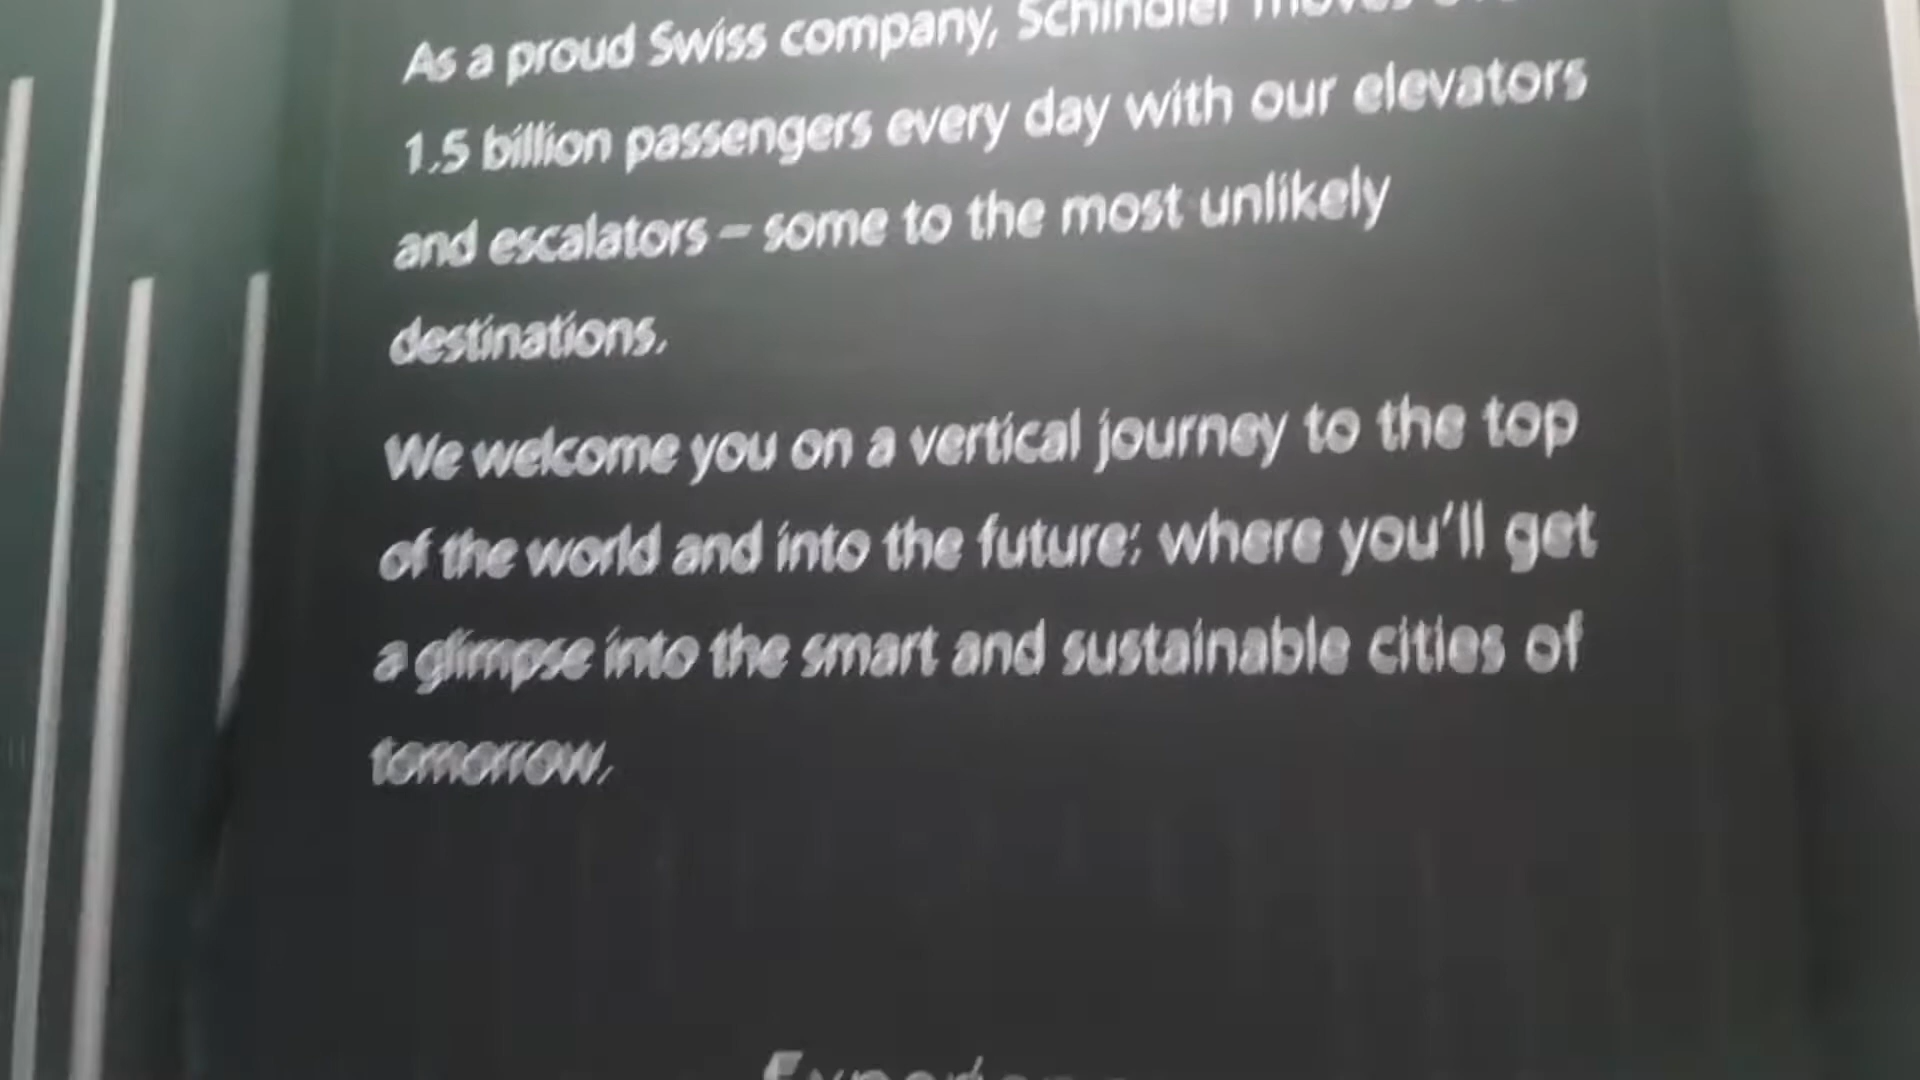 As a proud Swiss company, Schindler moves
1.5 billion passengers every day with our elevators
and escalators – some to the most unlikely
destinations.
We welcome you on a vertical journey to the top
of the world and into the future; where you'll get
a glimpse into the smart and sustainable cities of
tomorrow.